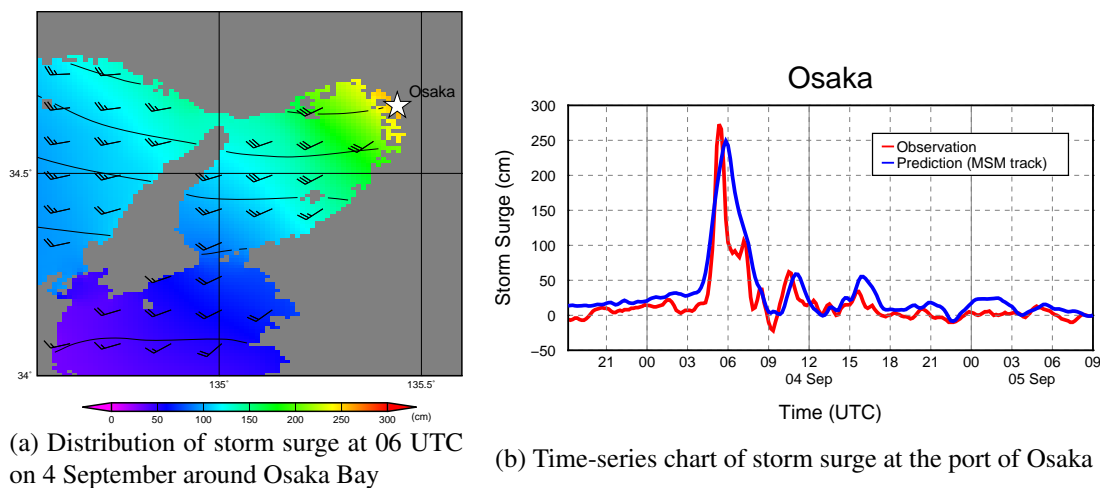 Osaka
34.5°
34°
135°
135.5°
0 50 100 150 200 250 300
(cm)
(a) Distribution of storm surge at 06 UTC
on 4 September around Osaka Bay
Osaka
Storm Surge (cm)
300
250
200
150
100
50
0
−50
Observation
Prediction (MSM track)
21 00 03 06 09 12 15 18 21 00 03 06 09
04 Sep 05 Sep
Time (UTC)
(b) Time-series chart of storm surge at the port of Osaka